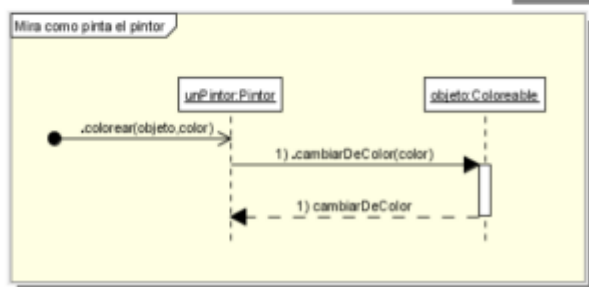 Mira como pinta el pintor
unPintor:Pintor
objeto:Coloreable
.colorear(objeto,color)
1) .cambiarDeColor(color)
1) cambiarDeColor